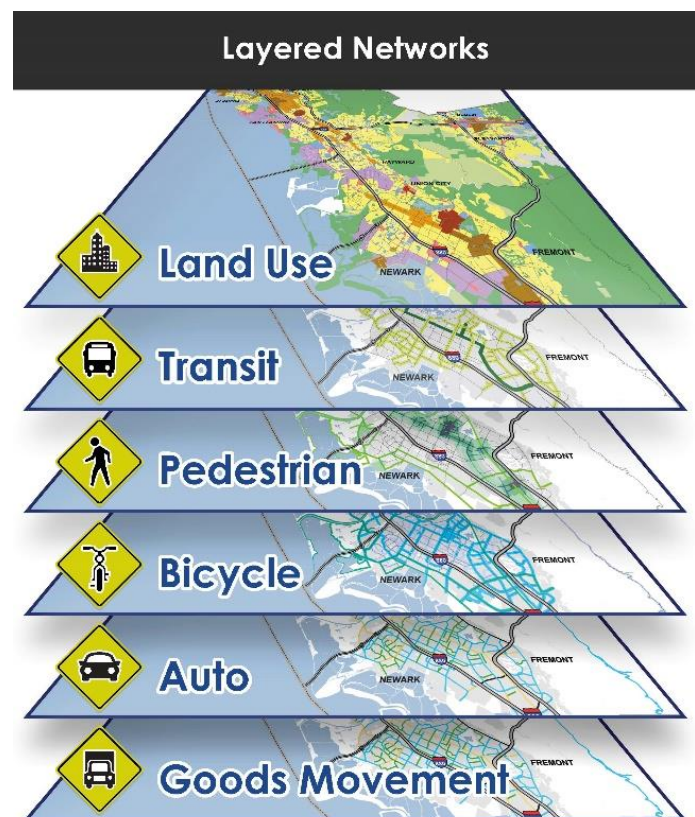 Layered Networks
HAYWARD
UNION CITY
FREMONT
NEWARK
Land Use
FREMONT
NEWARK
Transit
FREMONT
NEWARK
Pedestrian
FREMONT
NEWARK
Bicycle
FREMONT
NEWARK
Auto
FREMONT
Goods Movement